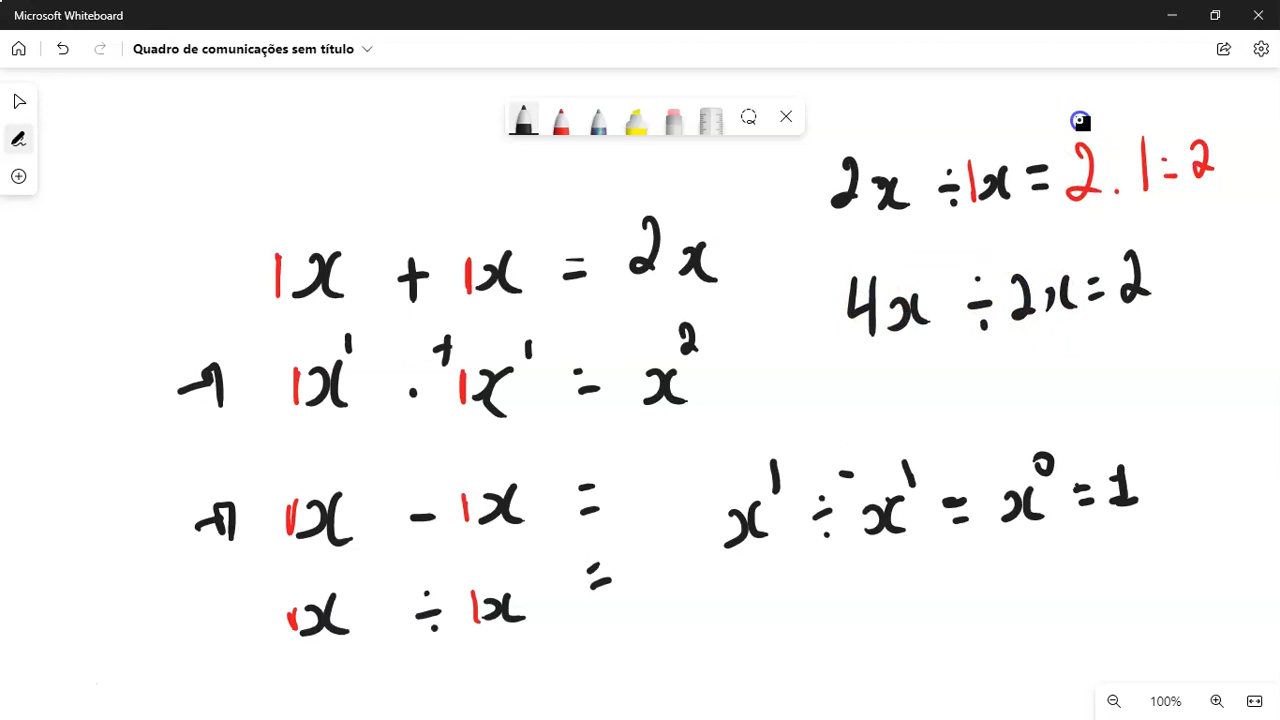 Microsoft Whiteboard
Quadro de comunicações sem título
2x ÷ 1x = 2 . 1 = 2
1x + 1x = 2x
4x ÷ 2x = 2
→ 1x¹ · ⁺ 1x¹ = x²
→ 1x - 1x =
x¹ ÷ ⁻ x¹ = x⁰ = 1
1x ÷ 1x =
100%